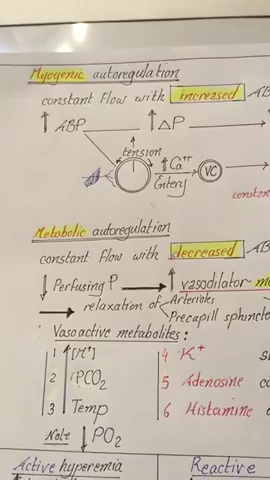 Myogenic autoregulation
constant flow with increased AB
↑ ABP ↑ΔP
tension
↑Ca++
Entery
VC
constan
Metabolic autoregulation
constant flow with decreased AB
↓ Perfusing P → ↑ vasodilator-m
→ relaxation of Arterioles
Precapill sphincte
Vasoactive metabolites:
1 ↑[H+] 4 K+
2 PCO2 5 Adenosine
3 Temp 6 Histamine
Note ↓PO2
Active hyperemia Reactive